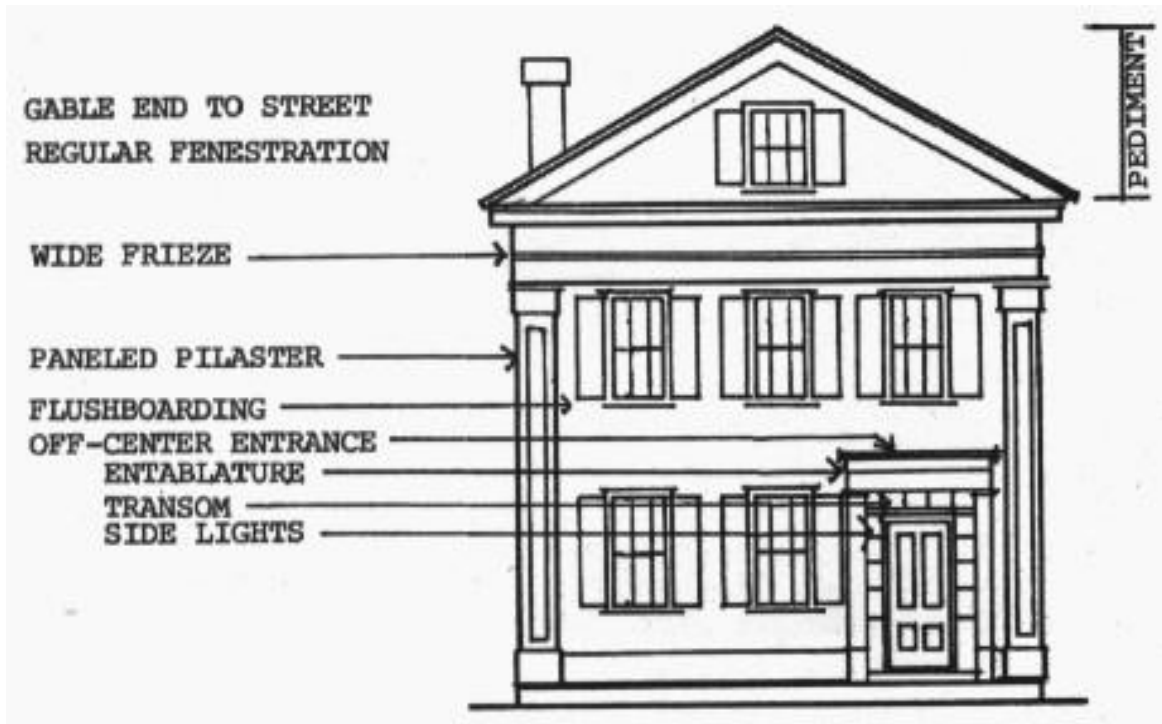 GABLE END TO STREET
REGULAR FENESTRATION
PEDIMENT
WIDE FRIEZE
PANELED PILASTER
FLUSHBOARDING
OFF-CENTER ENTRANCE
ENTABLATURE
TRANSOM
SIDE LIGHTS